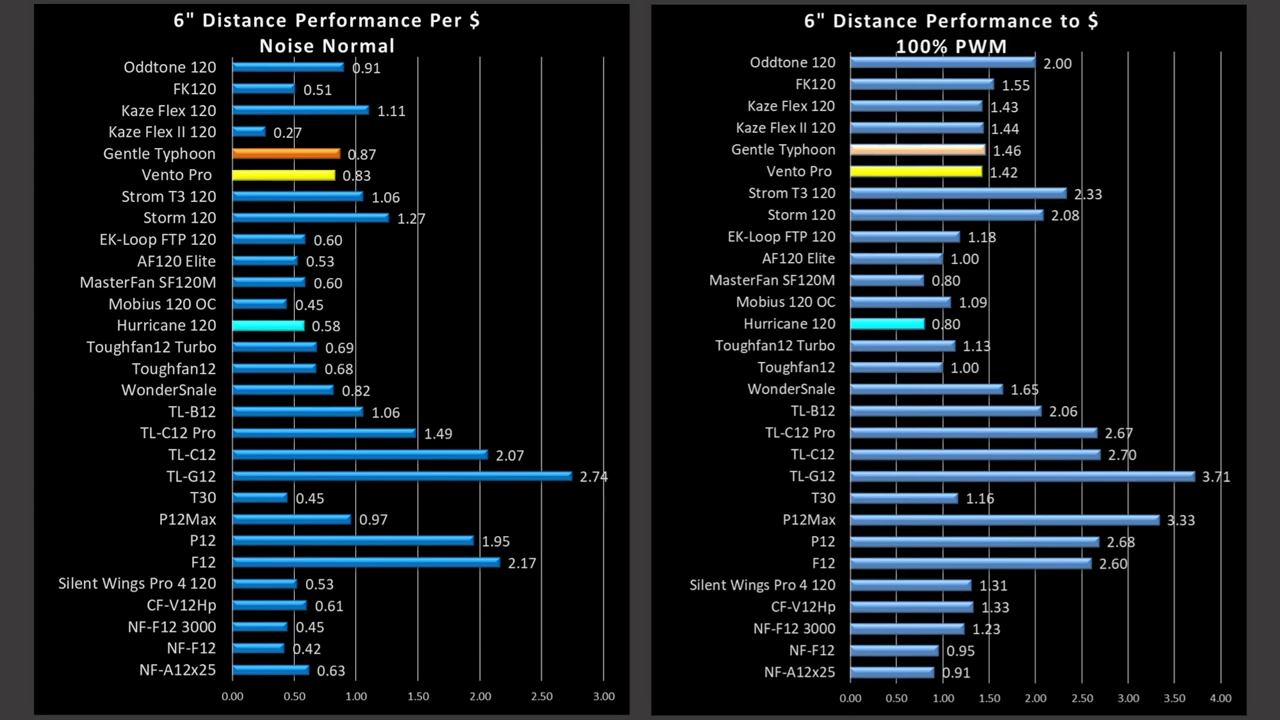 6" Distance Performance Per $
Noise Normal
Oddtone 120 0.91
FK120 0.51
Kaze Flex 120 1.11
Kaze Flex II 120 0.27
Gentle Typhoon 0.87
Vento Pro 0.83
Strom T3 120 1.06
Storm 120 1.27
EK-Loop FTP 120 0.60
AF120 Elite 0.53
MasterFan SF120M 0.60
Mobius 120 OC 0.45
Hurricane 120 0.58
Toughfan12 Turbo 0.69
Toughfan12 0.68
WonderSnale 0.82
TL-B12 1.06
TL-C12 Pro 1.49
TL-C12 2.07
TL-G12 2.74
T30 0.45
P12Max 0.97
P12 1.95
F12 2.17
Silent Wings Pro 4 120 0.53
CF-V12Hp 0.61
NF-F12 3000 0.45
NF-F12 0.42
NF-A12x25 0.63
0.00 0.50 1.00 1.50 2.00 2.50 3.00
6" Distance Performance to $
100% PWM
Oddtone 120 2.00
FK120 1.55
Kaze Flex 120 1.43
Kaze Flex II 120 1.44
Gentle Typhoon 1.46
Vento Pro 1.42
Strom T3 120 2.33
Storm 120 2.08
EK-Loop FTP 120 1.18
AF120 Elite 1.00
MasterFan SF120M 0.80
Mobius 120 OC 1.09
Hurricane 120 0.80
Toughfan12 Turbo 1.13
Toughfan12 1.00
WonderSnale 1.65
TL-B12 2.06
TL-C12 Pro 2.67
TL-C12 2.70
TL-G12 3.71
T30 1.16
P12Max 3.33
P12 2.68
F12 2.60
Silent Wings Pro 4 120 1.31
CF-V12Hp 1.33
NF-F12 3000 1.23
NF-F12 0.95
NF-A12x25 0.91
0.00 0.50 1.00 1.50 2.00 2.50 3.00 3.50 4.00